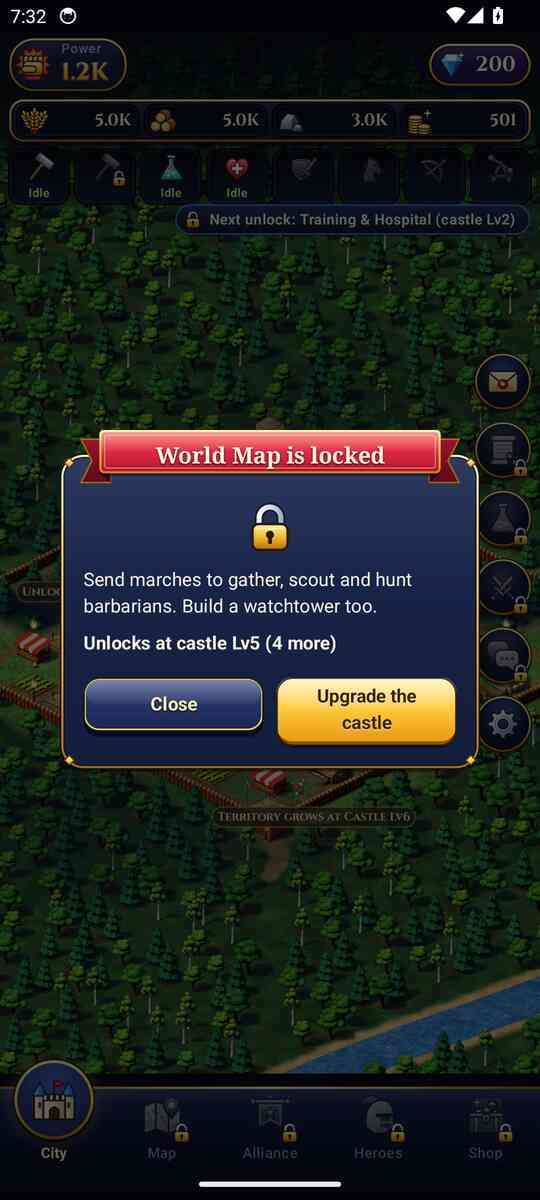 7:32
Power
1.2K
200
5.0K
5.0K
3.0K
501
Idle
Idle
Idle
Next unlock: Training & Hospital (castle Lv2)
World Map is locked
Send marches to gather, scout and hunt
barbarians. Build a watchtower too.
Unlocks at castle Lv5 (4 more)
Close
Upgrade the
castle
Territory grows at Castle Lv6
City
Map
Alliance
Heroes
Shop